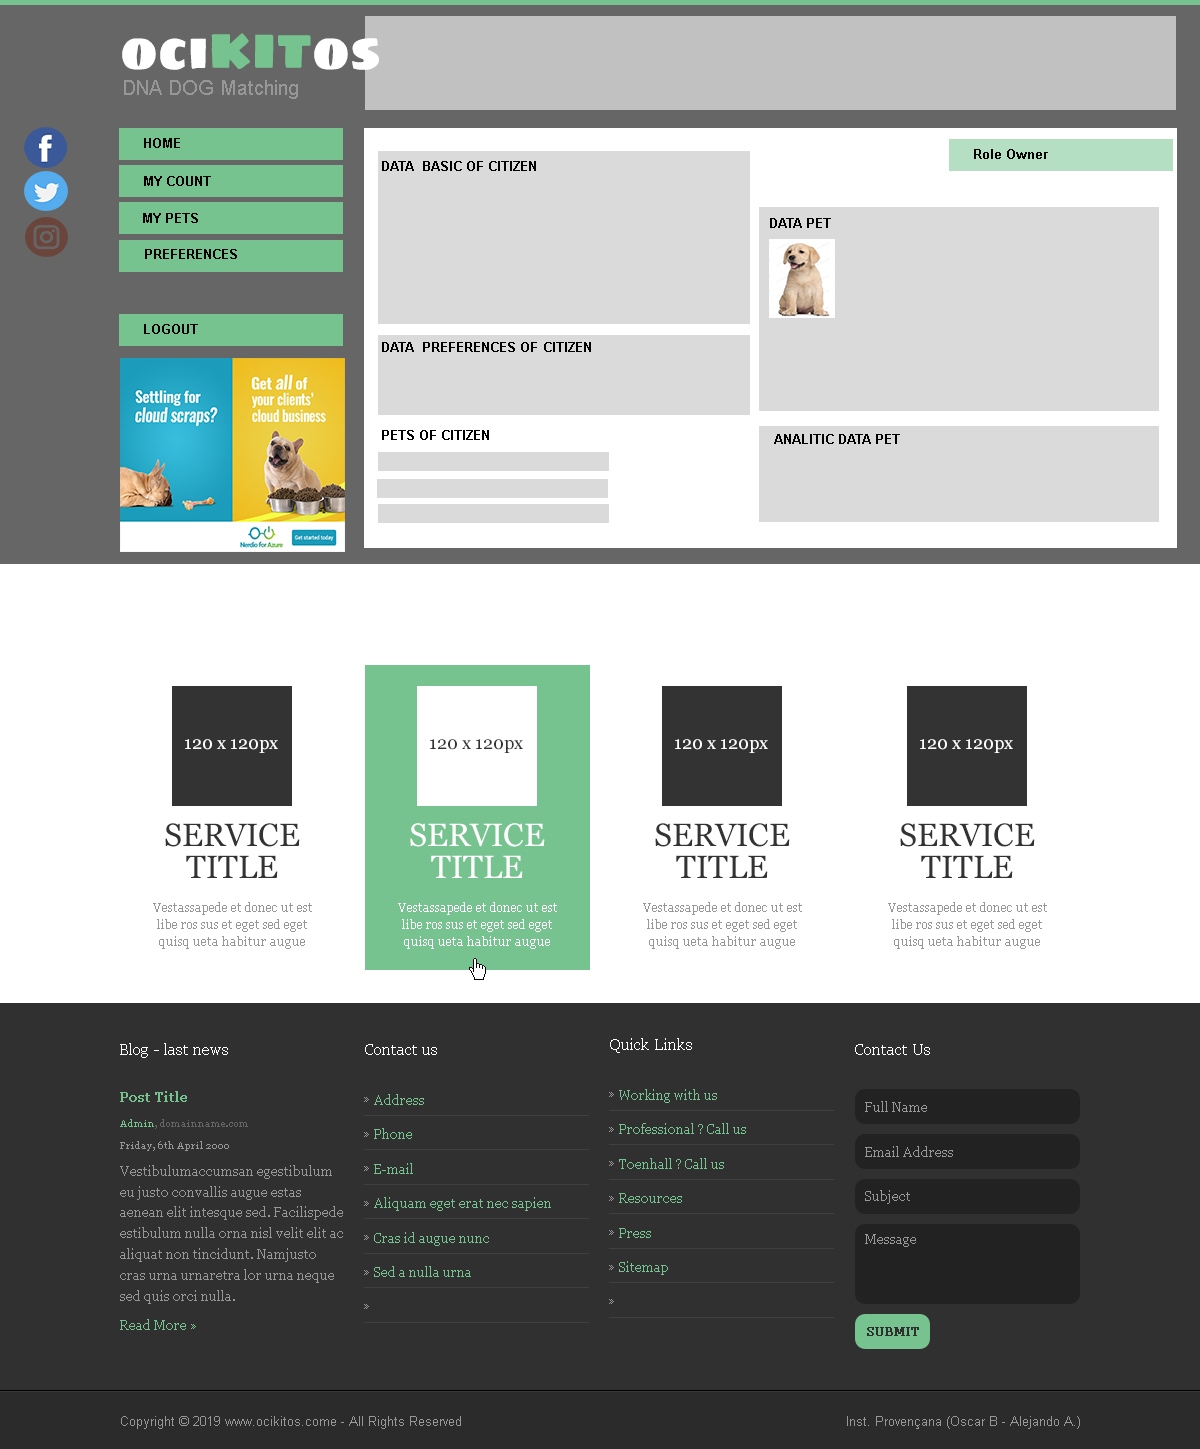 OCIKITOS
DNA DOG Matching
HOME
MY COUNT
MY PETS
PREFERENCES
LOGOUT
Settling for
cloud scraps?
Get all of
your clients'
cloud business
Nerdio for Azure
Get started today
DATA  BASIC OF CITIZEN
DATA  PREFERENCES OF CITIZEN
PETS OF CITIZEN
Role Owner
DATA PET
ANALITIC DATA PET
120 x 120px
SERVICE
TITLE
Vestassapede et donec ut est
libe ros sus et eget sed eget
quisq ueta habitur augue
120 x 120px
SERVICE
TITLE
Vestassapede et donec ut est
libe ros sus et eget sed eget
quisq ueta habitur augue
120 x 120px
SERVICE
TITLE
Vestassapede et donec ut est
libe ros sus et eget sed eget
quisq ueta habitur augue
120 x 120px
SERVICE
TITLE
Vestassapede et donec ut est
libe ros sus et eget sed eget
quisq ueta habitur augue
Blog - last news
Post Title
Admin, domainname.com
Friday, 6th April 2000
Vestibulumaccumsan egestibulum
eu justo convallis augue estas
aenean elit intesque sed. Facilispede
estibulum nulla orna nisl velit elit ac
aliquat non tincidunt. Namjusto
cras urna urnaretra lor urna neque
sed quis orci nulla.
Read More »
Contact us
» Address
» Phone
» E-mail
» Aliquam eget erat nec sapien
» Cras id augue nunc
» Sed a nulla urna
»
Quick Links
» Working with us
» Professional ? Call us
» Toenhall ? Call us
» Resources
» Press
» Sitemap
»
Contact Us
Full Name
Email Address
Subject
Message
SUBMIT
Copyright © 2019 www.ocikitos.come - All Rights Reserved
Inst. Provençana (Oscar B - Alejando A.)